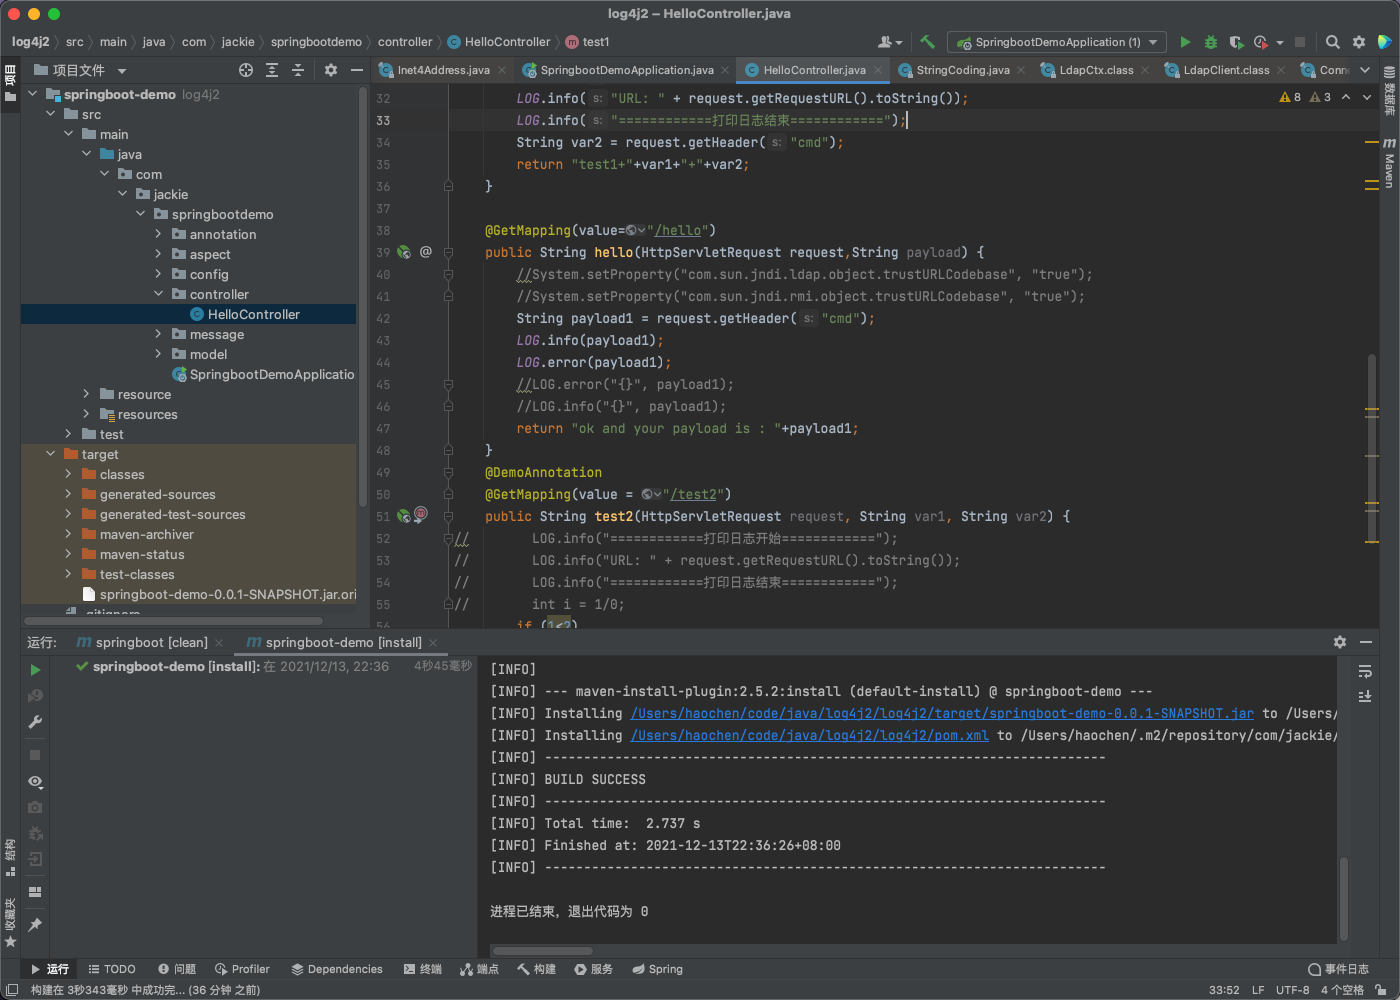 log4j2 – HelloController.java
log4j2 src main java com jackie springbootdemo controller HelloController test1
SpringbootDemoApplication (1)
项目
项目文件
Inet4Address.java SpringbootDemoApplication.java HelloController.java StringCoding.java LdapCtx.class LdapClient.class Conn
数据库
Maven
springboot-demo log4j2
src
main
java
com
jackie
springbootdemo
annotation
aspect
config
controller
HelloController
message
model
SpringbootDemoApplicatio
resource
resources
test
target
classes
generated-sources
generated-test-sources
maven-archiver
maven-status
test-classes
springboot-demo-0.0.1-SNAPSHOT.jar.ori
.gitignore
8 3
32 LOG.info( s: "URL: " + request.getRequestURL().toString());
33 LOG.info( s: "============打印日志结束============");
34 String var2 = request.getHeader( s: "cmd");
35 return "test1+"+var1+"+"+var2;
36 }
37
38 @GetMapping(value="/hello")
39 @ public String hello(HttpServletRequest request,String payload) {
40 //System.setProperty("com.sun.jndi.ldap.object.trustURLCodebase", "true");
41 //System.setProperty("com.sun.jndi.rmi.object.trustURLCodebase", "true");
42 String payload1 = request.getHeader( s: "cmd");
43 LOG.info(payload1);
44 LOG.error(payload1);
45 //LOG.error("{}", payload1);
46 //LOG.info("{}", payload1);
47 return "ok and your payload is : "+payload1;
48 }
49 @DemoAnnotation
50 @GetMapping(value = "/test2")
51 public String test2(HttpServletRequest request, String var1, String var2) {
52 // LOG.info("============打印日志开始============");
53 // LOG.info("URL: " + request.getRequestURL().toString());
54 // LOG.info("============打印日志结束============");
55 // int i = 1/0;
56 if (1<2)
运行: springboot [clean] springboot-demo [install]
springboot-demo [install]: 在 2021/12/13, 22:36 4秒45毫秒
[INFO]
[INFO] --- maven-install-plugin:2.5.2:install (default-install) @ springboot-demo ---
[INFO] Installing /Users/haochen/code/java/log4j2/log4j2/target/springboot-demo-0.0.1-SNAPSHOT.jar to /Users/
[INFO] Installing /Users/haochen/code/java/log4j2/log4j2/pom.xml to /Users/haochen/.m2/repository/com/jackie/
[INFO] ------------------------------------------------------------------------
[INFO] BUILD SUCCESS
[INFO] ------------------------------------------------------------------------
[INFO] Total time:  2.737 s
[INFO] Finished at: 2021-12-13T22:36:26+08:00
[INFO] ------------------------------------------------------------------------
进程已结束，退出代码为 0
结构
收藏夹
运行 TODO 问题 Profiler Dependencies 终端 端点 构建 服务 Spring 事件日志
构建在 3秒343毫秒 中成功完... (36 分钟 之前) 33:52 LF UTF-8 4 个空格